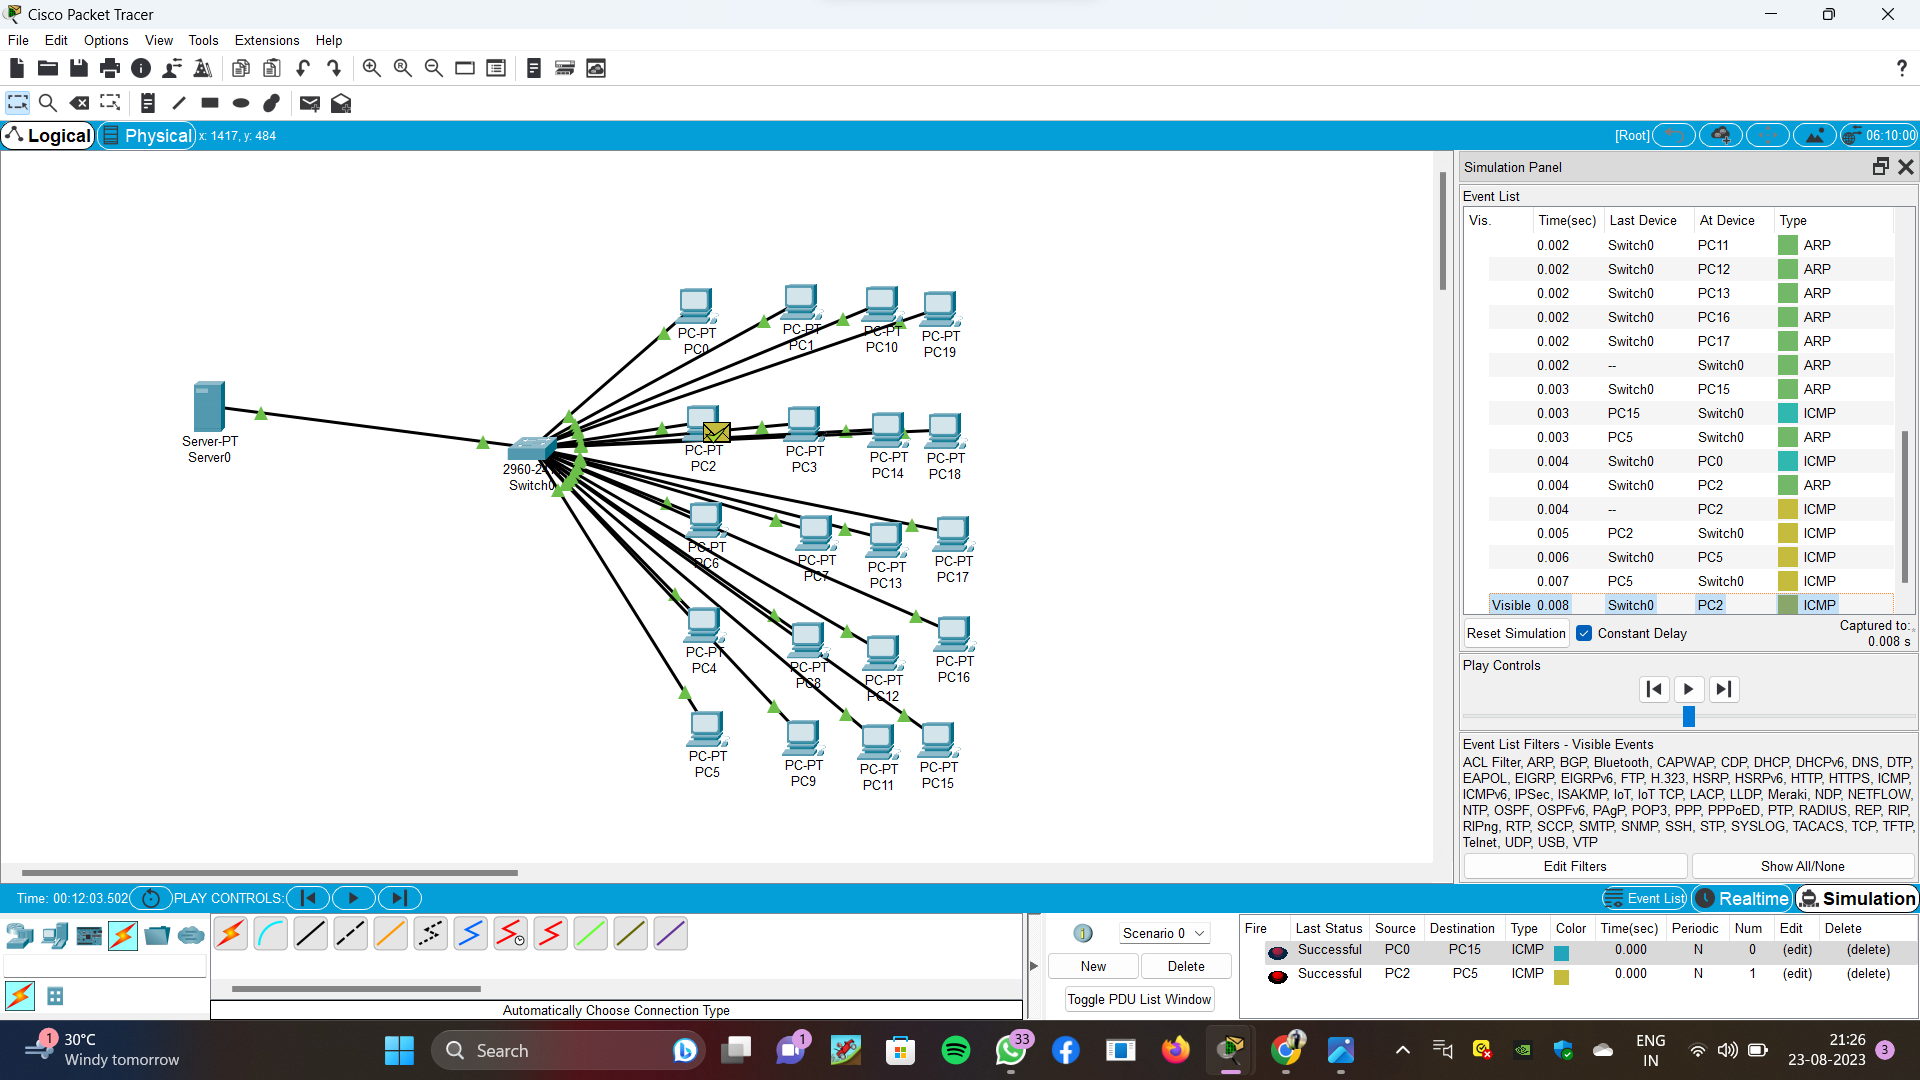 Cisco Packet Tracer
File Edit Options View Tools Extensions Help
Logical Physical x: 1417, y: 484 [Root] 06:10:00
Simulation Panel
Event List
Vis. Time(sec) Last Device At Device Type
0.002 Switch0 PC11 ARP
0.002 Switch0 PC12 ARP
0.002 Switch0 PC13 ARP
0.002 Switch0 PC16 ARP
0.002 Switch0 PC17 ARP
0.002 -- Switch0 ARP
0.003 Switch0 PC15 ARP
0.003 PC15 Switch0 ICMP
0.003 PC5 Switch0 ARP
0.004 Switch0 PC0 ICMP
0.004 Switch0 PC2 ARP
0.004 -- PC2 ICMP
0.005 PC2 Switch0 ICMP
0.006 Switch0 PC5 ICMP
0.007 PC5 Switch0 ICMP
Visible 0.008 Switch0 PC2 ICMP
Reset Simulation Constant Delay Captured to:
0.008 s
Play Controls
Event List Filters - Visible Events
ACL Filter, ARP, BGP, Bluetooth, CAPWAP, CDP, DHCP, DHCPv6, DNS, DTP,
EAPOL, EIGRP, EIGRPv6, FTP, H.323, HSRP, HSRPv6, HTTP, HTTPS, ICMP,
ICMPv6, IPSec, ISAKMP, IoT, IoT TCP, LACP, LLDP, Meraki, NDP, NETFLOW,
NTP, OSPF, OSPFv6, PAgP, POP3, PPP, PPPoED, PTP, RADIUS, REP, RIP,
RIPng, RTP, SCCP, SMTP, SNMP, SSH, STP, SYSLOG, TACACS, TCP, TFTP,
Telnet, UDP, USB, VTP
Edit Filters Show All/None
PC-PT
PC0
PC-PT
PC1
PC-PT
PC10
PC-PT
PC19
Server-PT
Server0
2960-24
Switch0
PC-PT
PC2
PC-PT
PC3
PC-PT
PC14
PC-PT
PC18
PC-PT
PC6
PC-PT
PC7
PC-PT
PC13
PC-PT
PC17
PC-PT
PC4
PC-PT
PC8
PC-PT
PC12
PC-PT
PC16
PC-PT
PC5
PC-PT
PC9
PC-PT
PC11
PC-PT
PC15
Time: 00:12:03.502 PLAY CONTROLS: Event List Realtime Simulation
Automatically Choose Connection Type
1 Scenario 0
New Delete
Toggle PDU List Window
Fire Last Status Source Destination Type Color Time(sec) Periodic Num Edit Delete
Successful PC0 PC15 ICMP 0.000 N 0 (edit) (delete)
Successful PC2 PC5 ICMP 0.000 N 1 (edit) (delete)
1 30°C
Windy tomorrow
Search
1
33
ENG
IN
21:26
23-08-2023
3